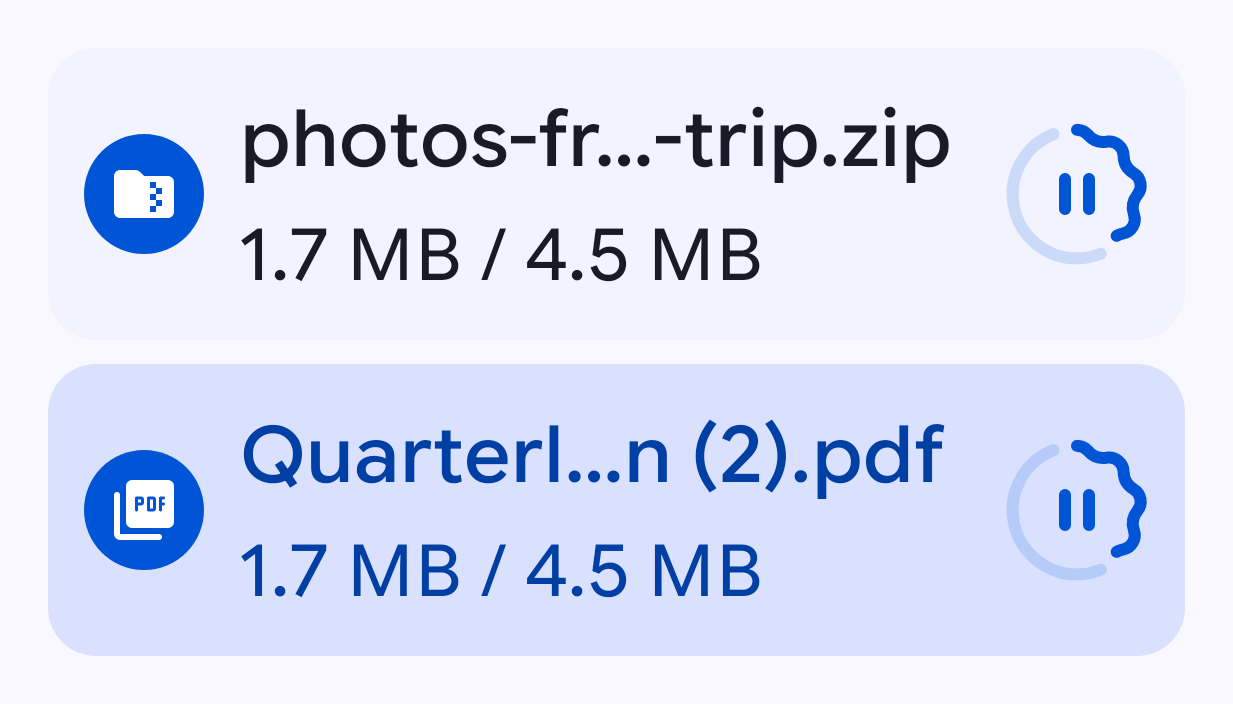 photos-fr...-trip.zip
1.7 MB / 4.5 MB
Quarterl...n (2).pdf
PDF
1.7 MB / 4.5 MB